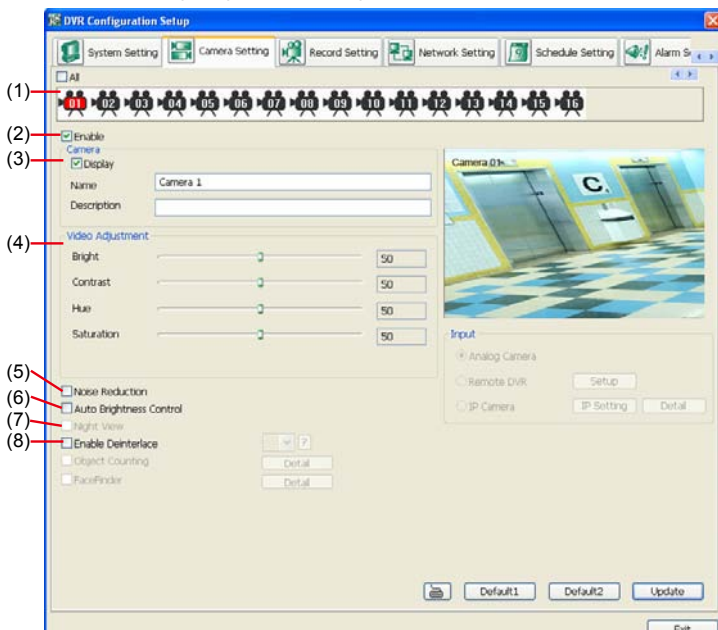 DVR Configuration Setup
System Setting Camera Setting Record Setting Network Setting Schedule Setting Alarm
All
(1)
01 02 03 04 05 06 07 08 09 10 11 12 13 14 15 16
(2) Enable
Camera
(3) Display
Name Camera 1
Description
Camera 01
C
(4) Video Adjustment
Bright 50
Contrast 50
Hue 50
Saturation 50
Input
Analog Camera
Remote DVR Setup
IP Camera IP Setting Detail
(5) Noise Reduction
(6) Auto Brightness Control
(7) Night View
(8) Enable Deinterlace ?
Object Counting Detail
FaceFinder Detail
Default1 Default2 Update
Exit